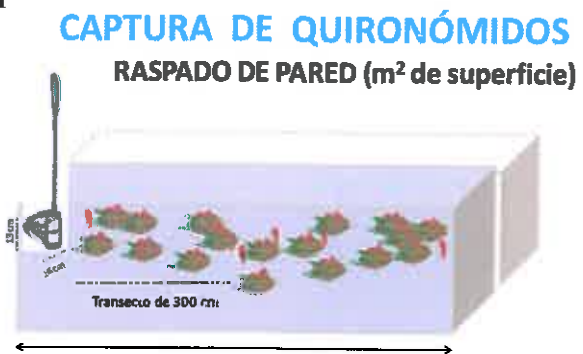 CAPTURA DE QUIRONÓMIDOS
RASPADO DE PARED (m² de superficie)
13cm
Transecto de 300 cm